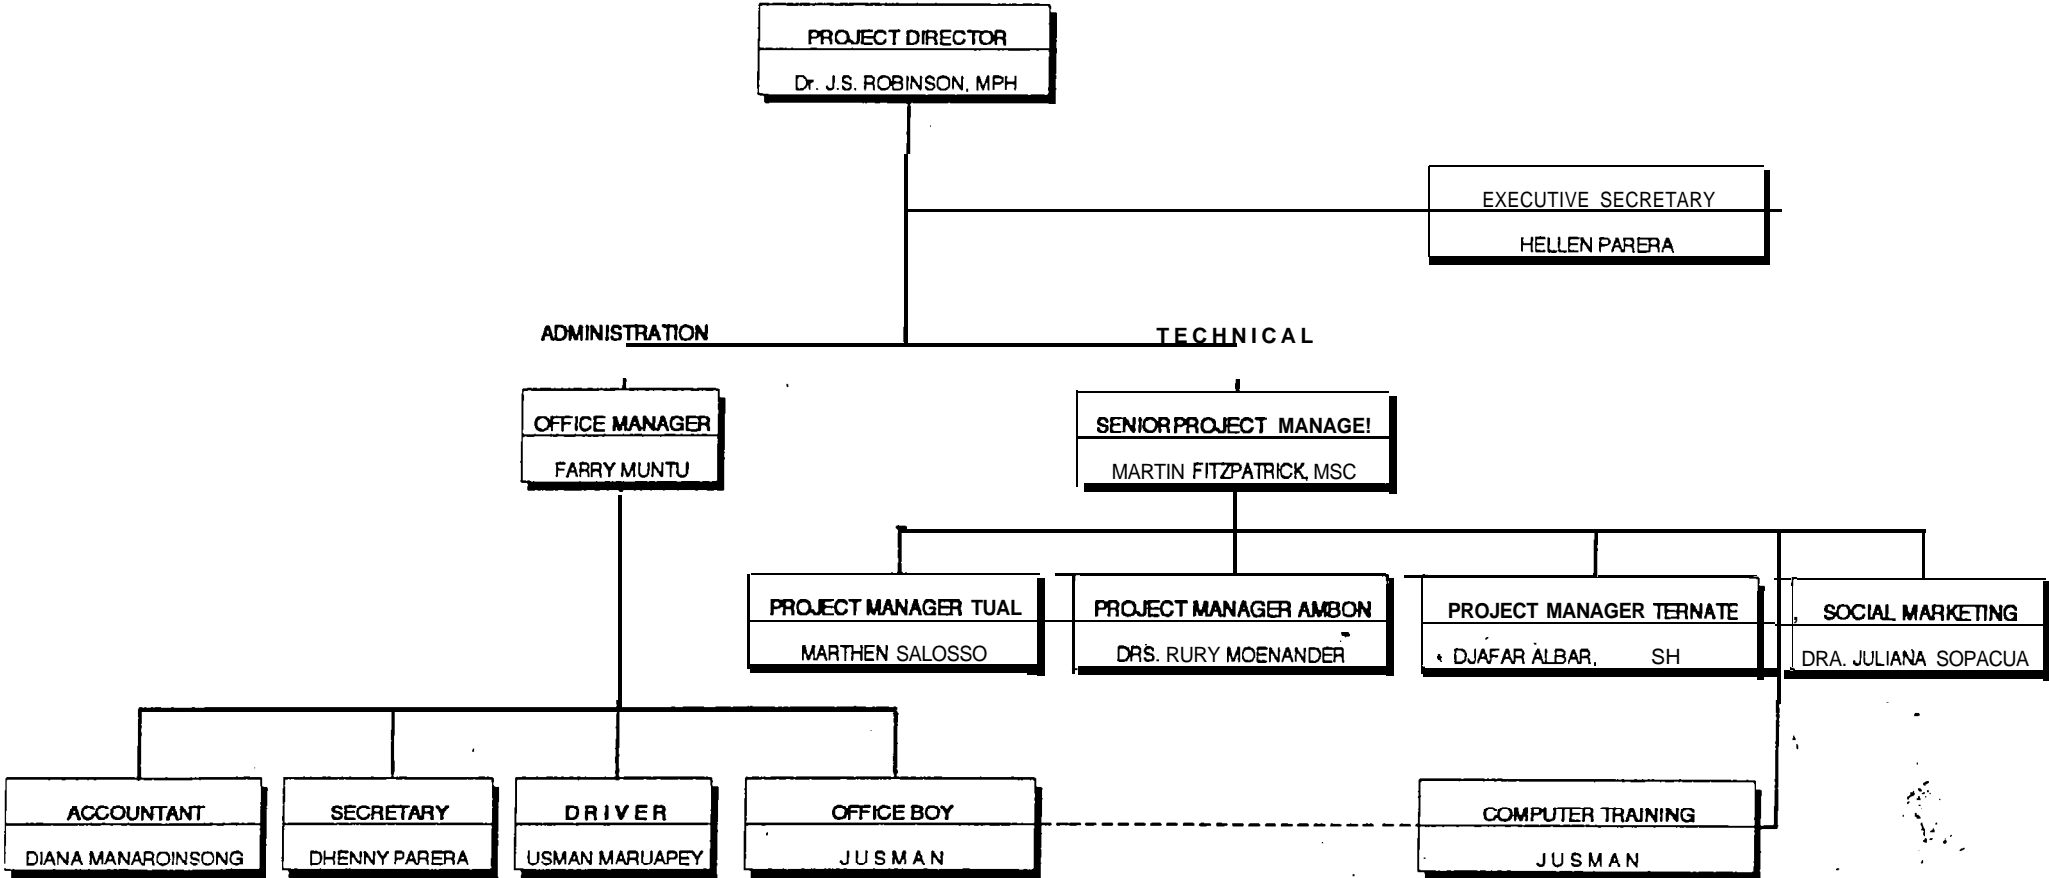 PROJECT DIRECTOR
Dr. J.S. ROBINSON, MPH
EXECUTIVE SECRETARY
HELLEN PARERA
ADMINISTRATION
TECHNICAL
OFFICE MANAGER
FARRY MUNTU
SENIOR PROJECT MANAGE!
MARTIN FITZPATRICK, MSC
PROJECT MANAGER TUAL
MARTHEN SALOSSO
PROJECT MANAGER AMBON
DRS. RURY MOENANDER
PROJECT MANAGER TERNATE
DJAFAR ALBAR, SH
SOCIAL MARKETING
DRA. JULIANA SOPACUA
ACCOUNTANT
DIANA MANAROINSONG
SECRETARY
DHENNY PARERA
DRIVER
USMAN MARUAPEY
OFFICE BOY
JUSMAN
COMPUTER TRAINING
JUSMAN